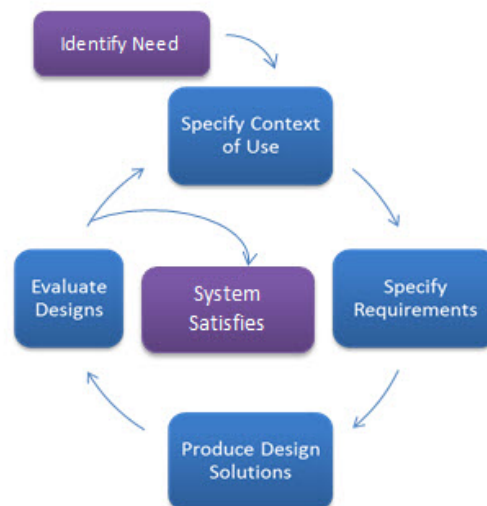 Identify Need
Specify Context
of Use
Specify
Requirements
Produce Design
Solutions
Evaluate
Designs
System
Satisfies